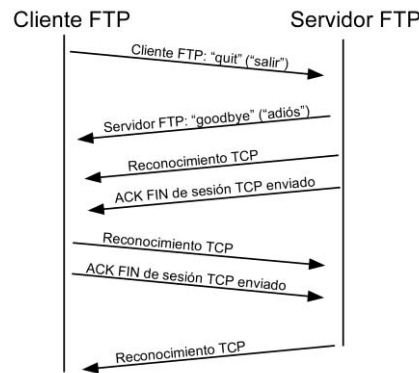 Cliente FTP
Servidor FTP
Cliente FTP: “quit” (“salir”)
Servidor FTP: “goodbye” (“adiós”)
Reconocimiento TCP
ACK FIN de sesión TCP enviado
Reconocimiento TCP
ACK FIN de sesión TCP enviado
Reconocimiento TCP